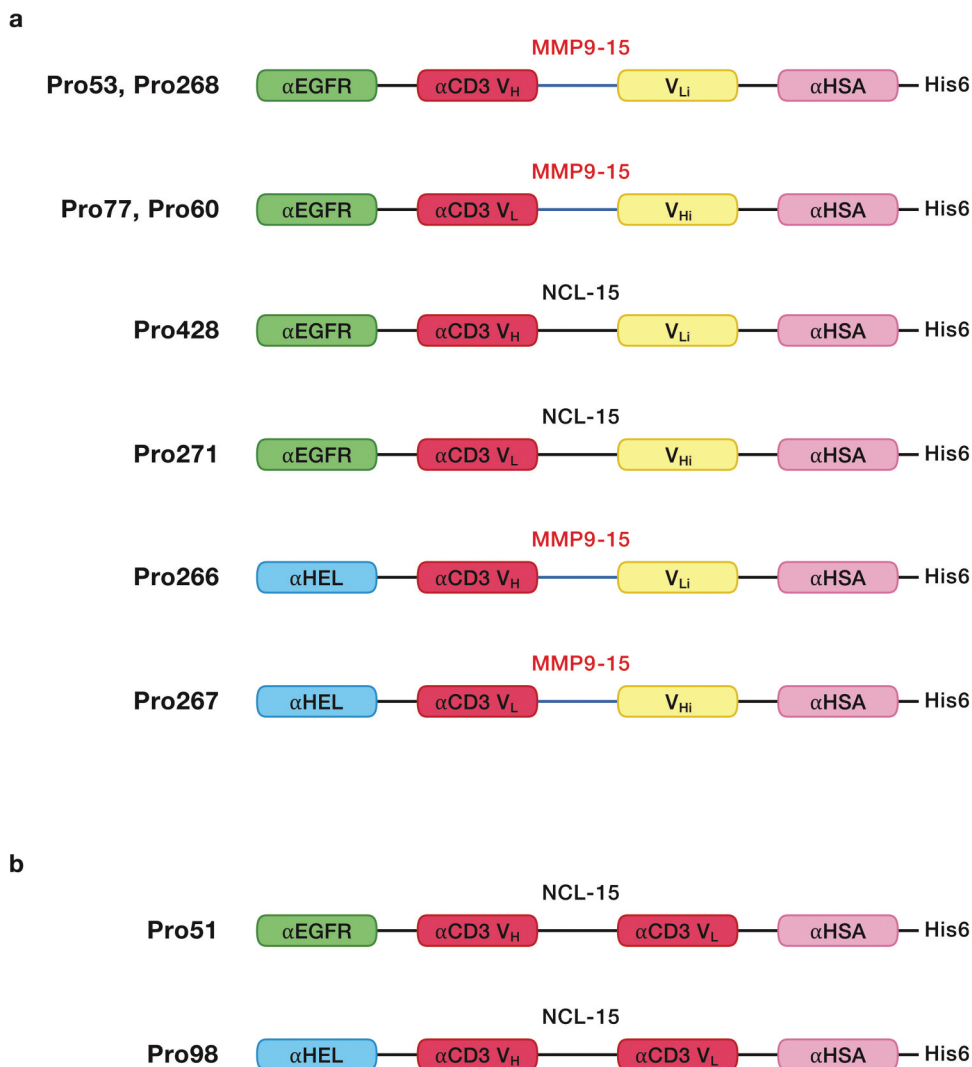 a
MMP9-15
Pro53, Pro268 αEGFR αCD3 VH VLi αHSA His6
MMP9-15
Pro77, Pro60 αEGFR αCD3 VL VHi αHSA His6
NCL-15
Pro428 αEGFR αCD3 VH VLi αHSA His6
NCL-15
Pro271 αEGFR αCD3 VL VHi αHSA His6
MMP9-15
Pro266 αHEL αCD3 VH VLi αHSA His6
MMP9-15
Pro267 αHEL αCD3 VL VHi αHSA His6
b
NCL-15
Pro51 αEGFR αCD3 VH αCD3 VL αHSA His6
NCL-15
Pro98 αHEL αCD3 VH αCD3 VL αHSA His6